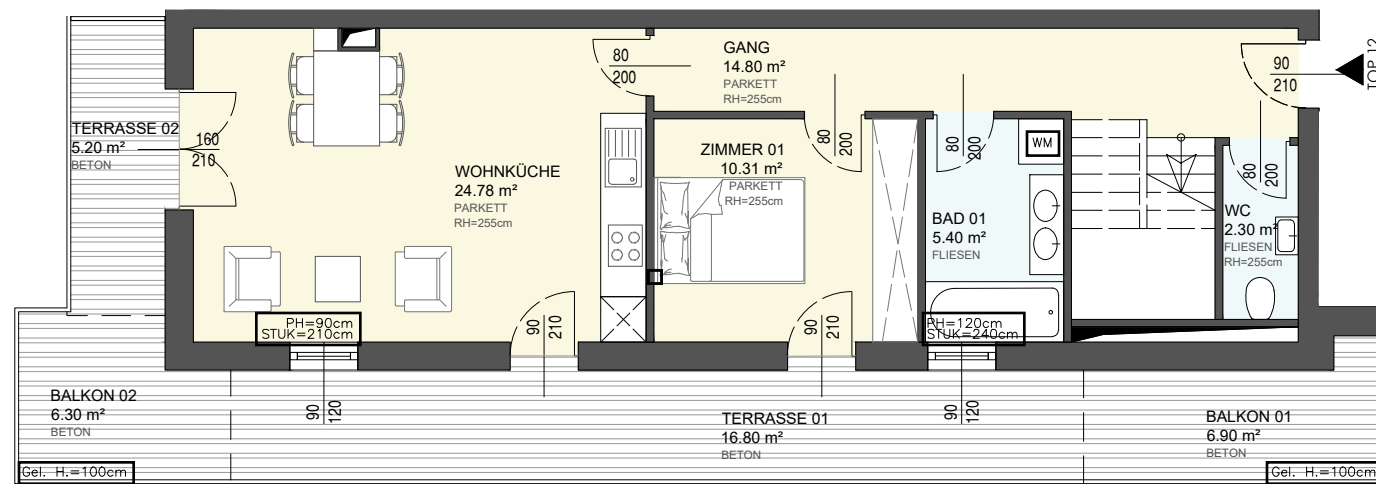 TERRASSE 02
5.20 m²
BETON
160
210
WOHNKÜCHE
24.78 m²
PARKETT
RH=255cm
80
200
GANG
14.80 m²
PARKETT
RH=255cm
90
210
TOP 12
ZIMMER 01
10.31 m²
PARKETT
RH=255cm
80
200
80
200
WM
BAD 01
5.40 m²
FLIESEN
80
200
WC
2.30 m²
FLIESEN
RH=255cm
PH=90cm
STUK=210cm
90
210
90
210
PH=120cm
STUK=240cm
BALKON 02
6.30 m²
BETON
90
120
TERRASSE 01
16.80 m²
BETON
90
120
BALKON 01
6.90 m²
BETON
Gel. H.=100cm
Gel. H.=100cm